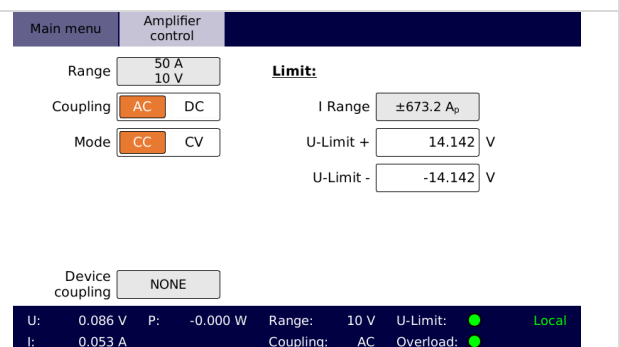 Main menu
Amplifier
control
Range
50 A
10 V
Limit:
Coupling
AC
DC
I Range
±673.2 Aₚ
Mode
CC
CV
U-Limit +
14.142 V
U-Limit -
-14.142 V
Device
coupling
NONE
U: 0.086 V P: -0.000 W Range: 10 V U-Limit: Local
I: 0.053 A Coupling: AC Overload: